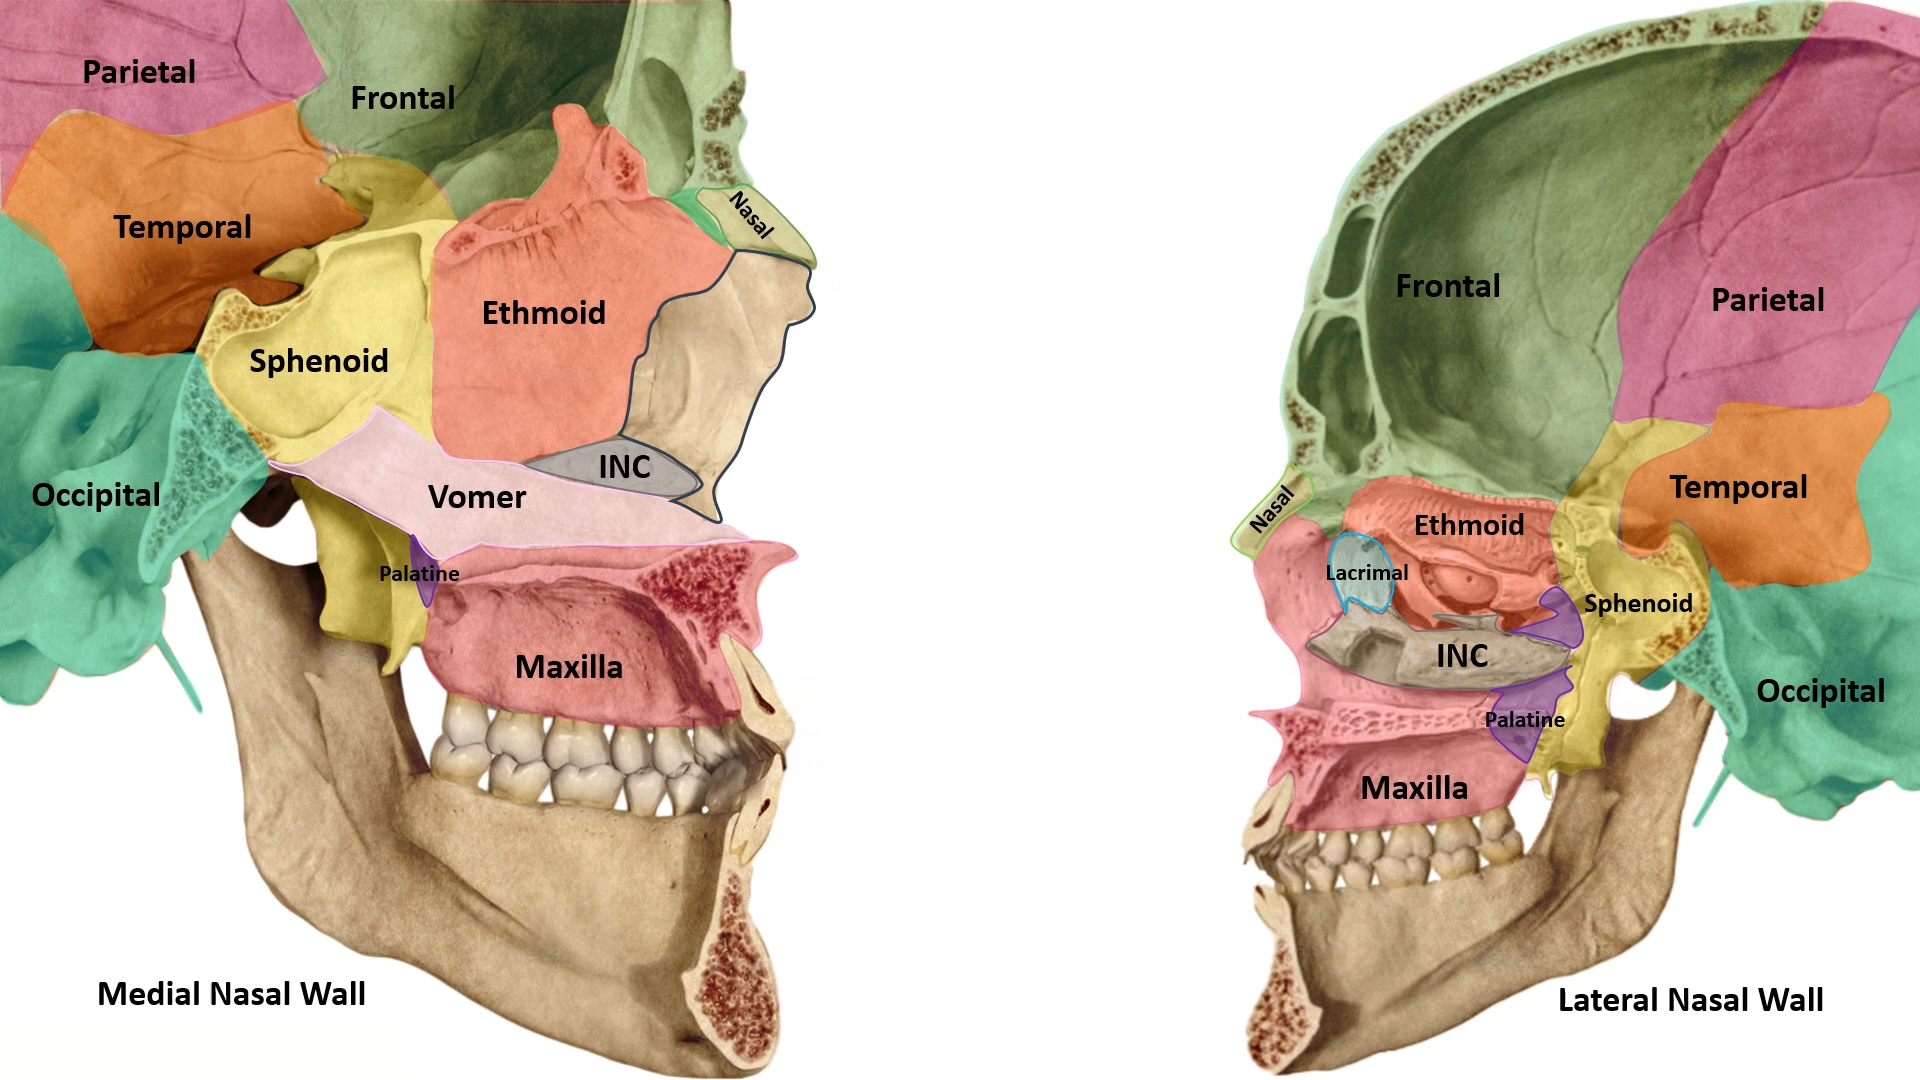 Parietal
Frontal
Temporal
Nasal
Ethmoid
Sphenoid
INC
Occipital
Vomer
Palatine
Maxilla
Medial Nasal Wall
Frontal
Parietal
Temporal
Nasal
Ethmoid
Lacrimal
Sphenoid
INC
Occipital
Palatine
Maxilla
Lateral Nasal Wall